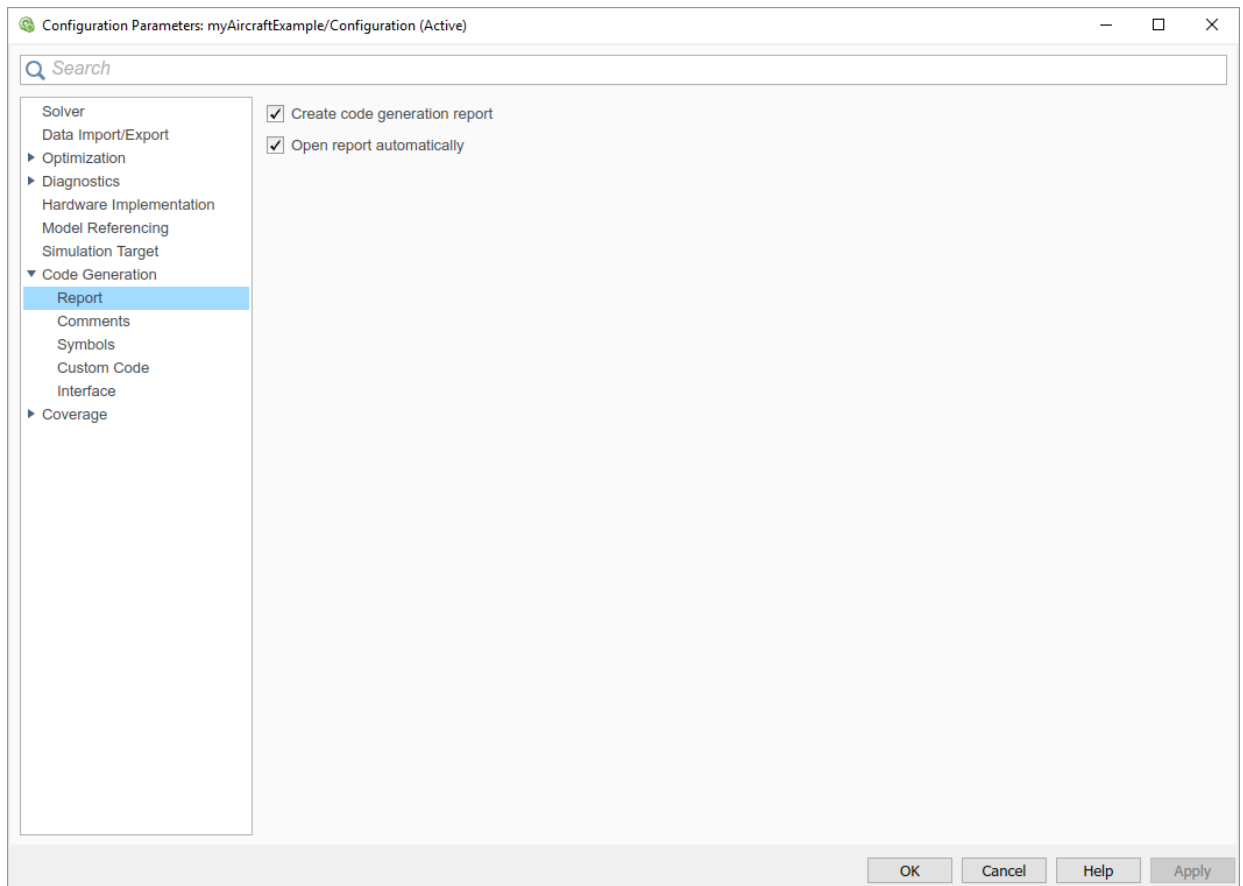 Configuration Parameters: myAircraftExample/Configuration (Active)
Search
Solver
Data Import/Export
Optimization
Diagnostics
Hardware Implementation
Model Referencing
Simulation Target
Code Generation
Report
Comments
Symbols
Custom Code
Interface
Coverage
Create code generation report
Open report automatically
OK Cancel Help Apply